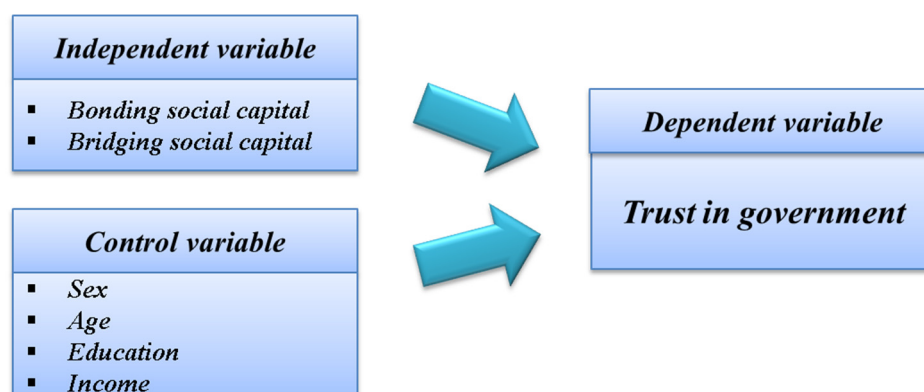 Independent variable
▪ Bonding social capital
▪ Bridging social capital
Control variable
▪ Sex
▪ Age
▪ Education
▪ Income
Dependent variable
Trust in government